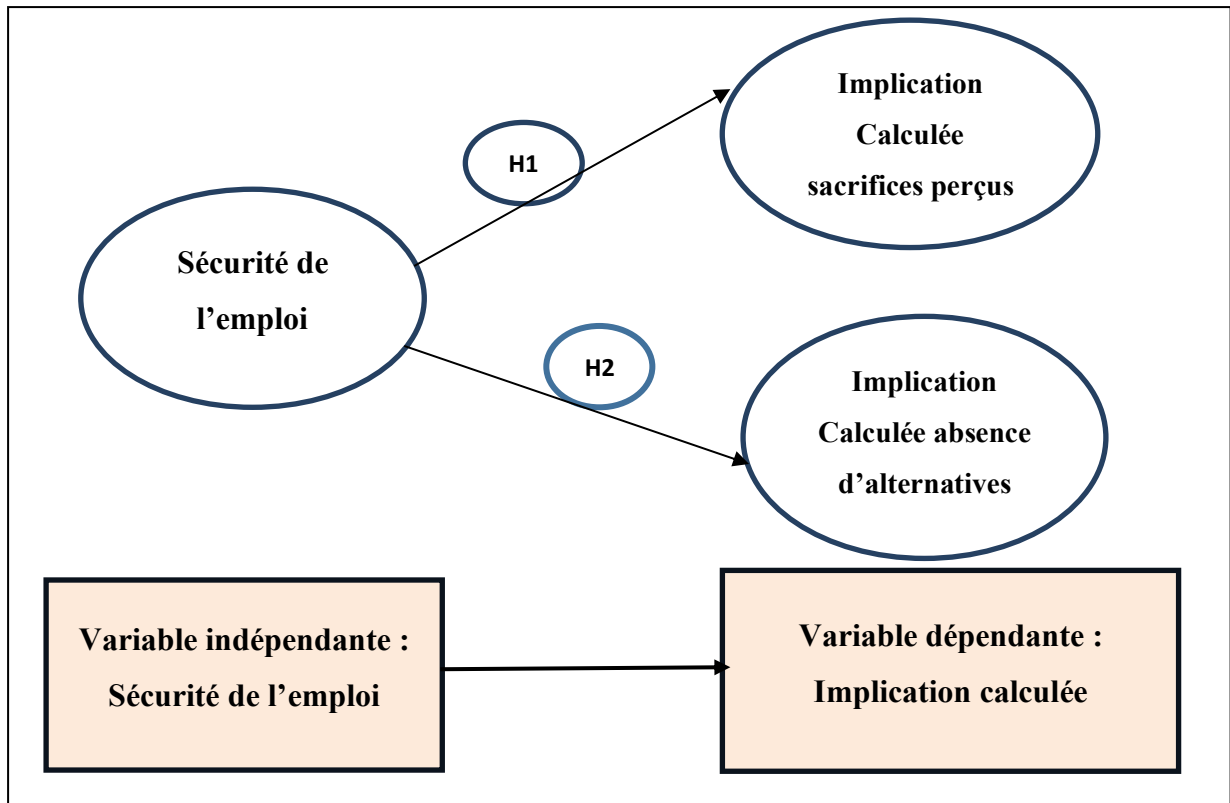 Implication
Calculée
sacrifices perçus
H1
Sécurité de
l’emploi
H2
Implication
Calculée absence
d’alternatives
Variable indépendante :
Sécurité de l’emploi
Variable dépendante :
Implication calculée